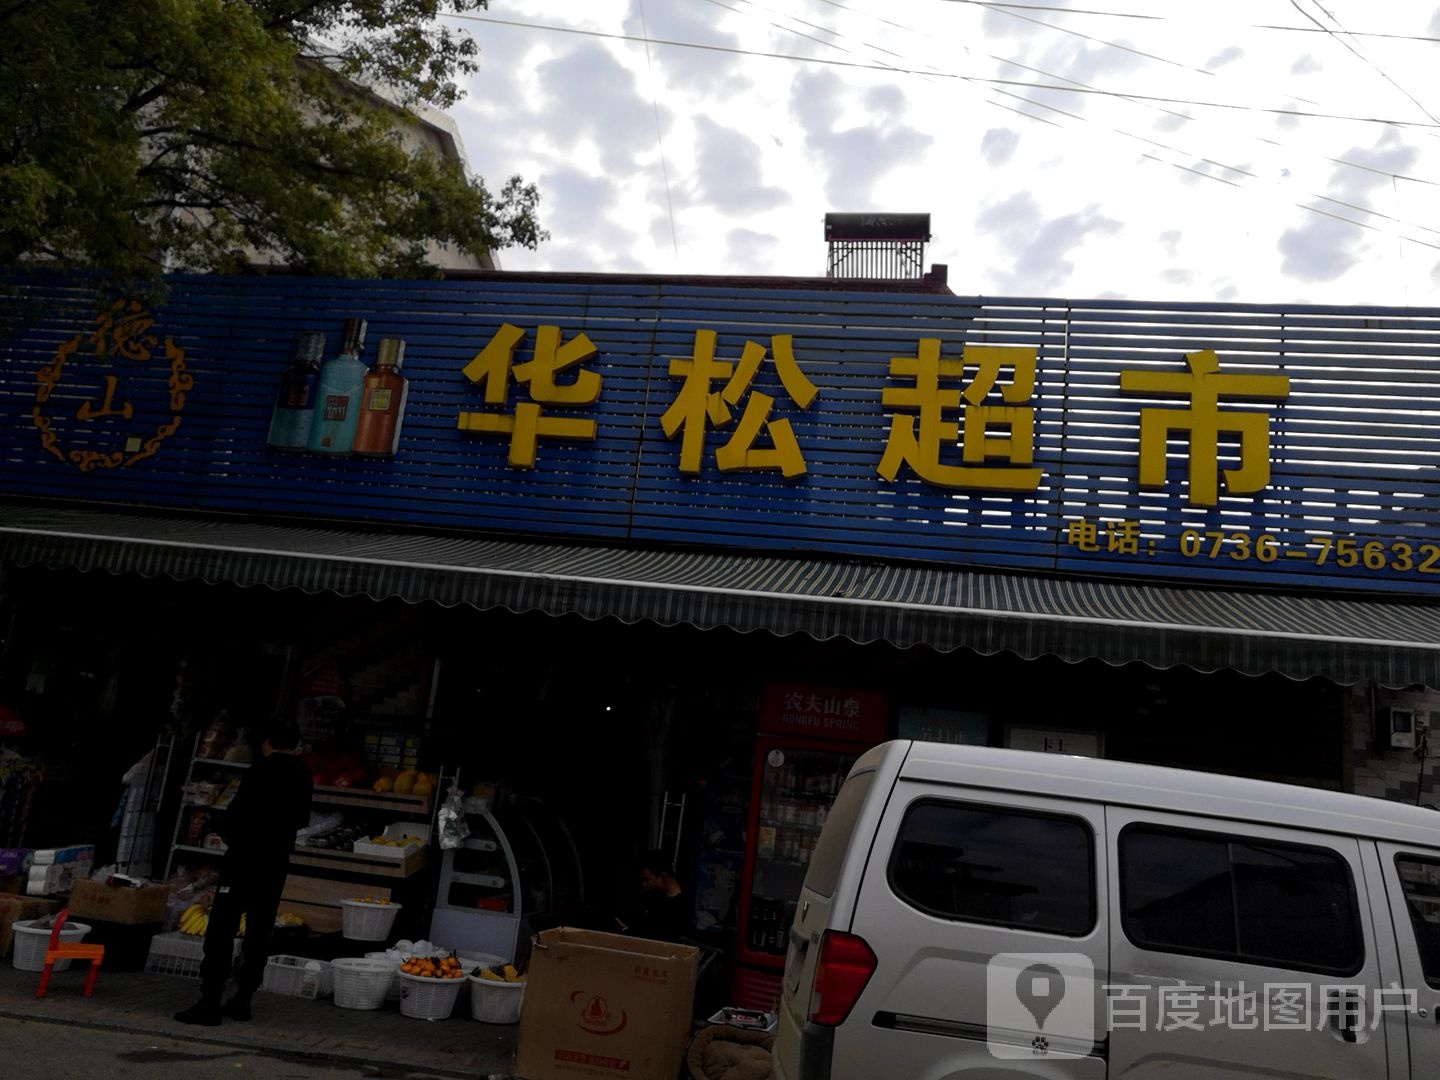 德
山
华松超市
电话：0736-75632
农夫山泉
NONGFU SPRING
百度地图用户